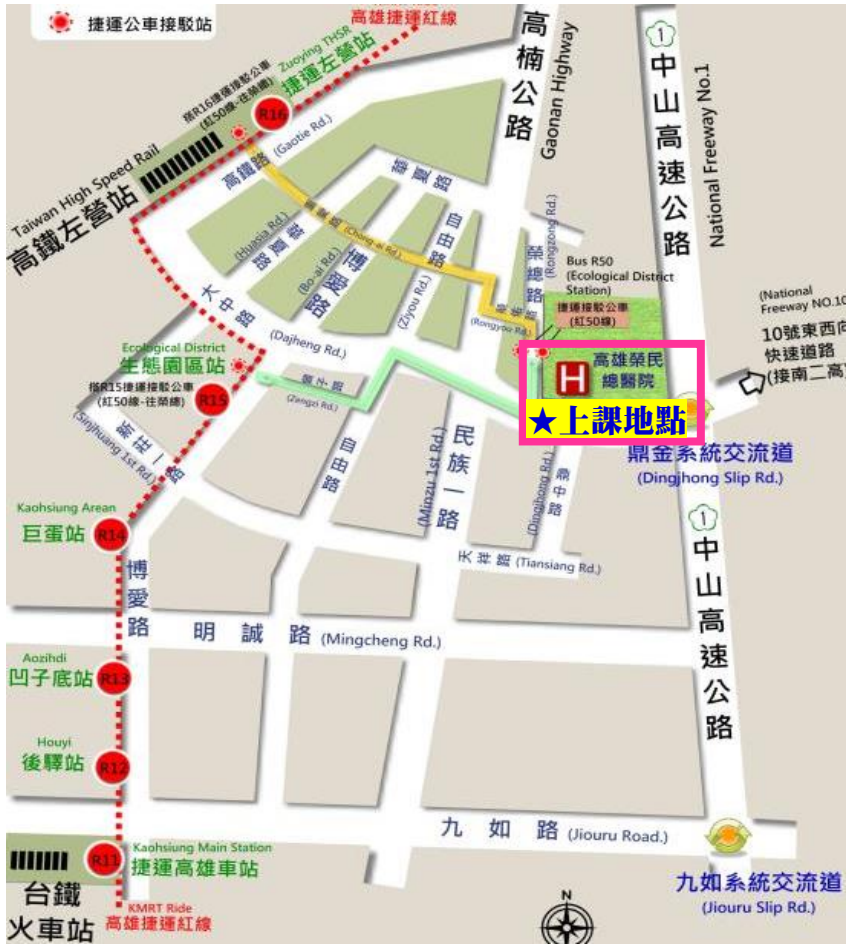 捷運公車接駁站
高雄捷運紅線
Zuoying THSR
捷運左營站
搭R16捷運接駁公車
(紅50線-往榮總)
R16
Taiwan High Speed Rail
高鐵左營站
高鐵路 (Gaotie Rd.)
高楠公路
Gaonan Highway
1
中山高速公路
National Freeway No.1
華夏路
(Huasia Rd.)
華夏路
博愛路
(Bo-ai Rd.)
(Chong-ai Rd.)
自由路
(Ziyou Rd.)
榮總路
(Rongzong Rd.)
(Rongyou Rd.)
Bus R50
(Ecological District
Station)
捷運接駁公車
(紅50線)
(National
Freeway NO.10
10號東西向
快速道路
(接南二高)
大中路
(Dajheng Rd.)
Ecological District
生態園區站
搭R15捷運接駁公車
(紅50線-往榮總)
R15
(Zengzi Rd.)
H
高雄榮民
總醫院
★上課地點
鼎金系統交流道
(Dingjhong Slip Rd.)
新莊一路
(Sinjhuang 1st Rd.)
自由路
民族一路
(Minzu 1st Rd.)
鼎中路
(Dingjhong Rd.)
天祥路 (Tiansiang Rd.)
Kaohsiung Arean
巨蛋站
R14
1
中山高速公路
博愛路
明誠路 (Mingcheng Rd.)
Aozihdi
凹子底站
R13
Houyi
後驛站
R12
九如路 (Jiouru Road.)
R11
Kaohsiung Main Station
捷運高雄車站
台鐵
火車站
KMRT Ride
高雄捷運紅線
N
九如系統交流道
(Jiouru Slip Rd.)